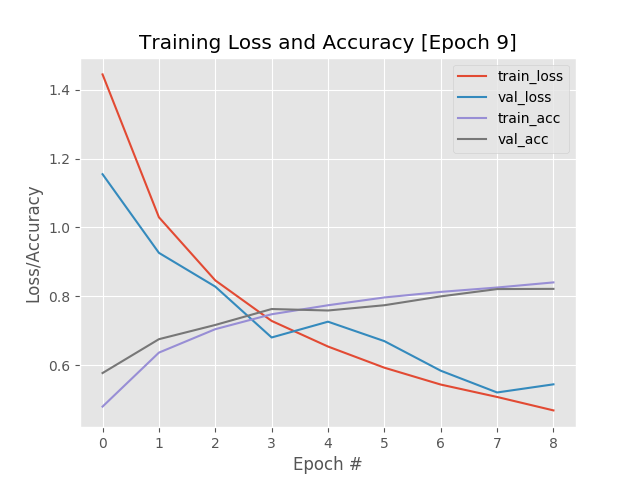 Training Loss and Accuracy [Epoch 9]
train_loss
val_loss
train_acc
val_acc
Loss/Accuracy
1.4
1.2
1.0
0.8
0.6
0 1 2 3 4 5 6 7 8
Epoch #